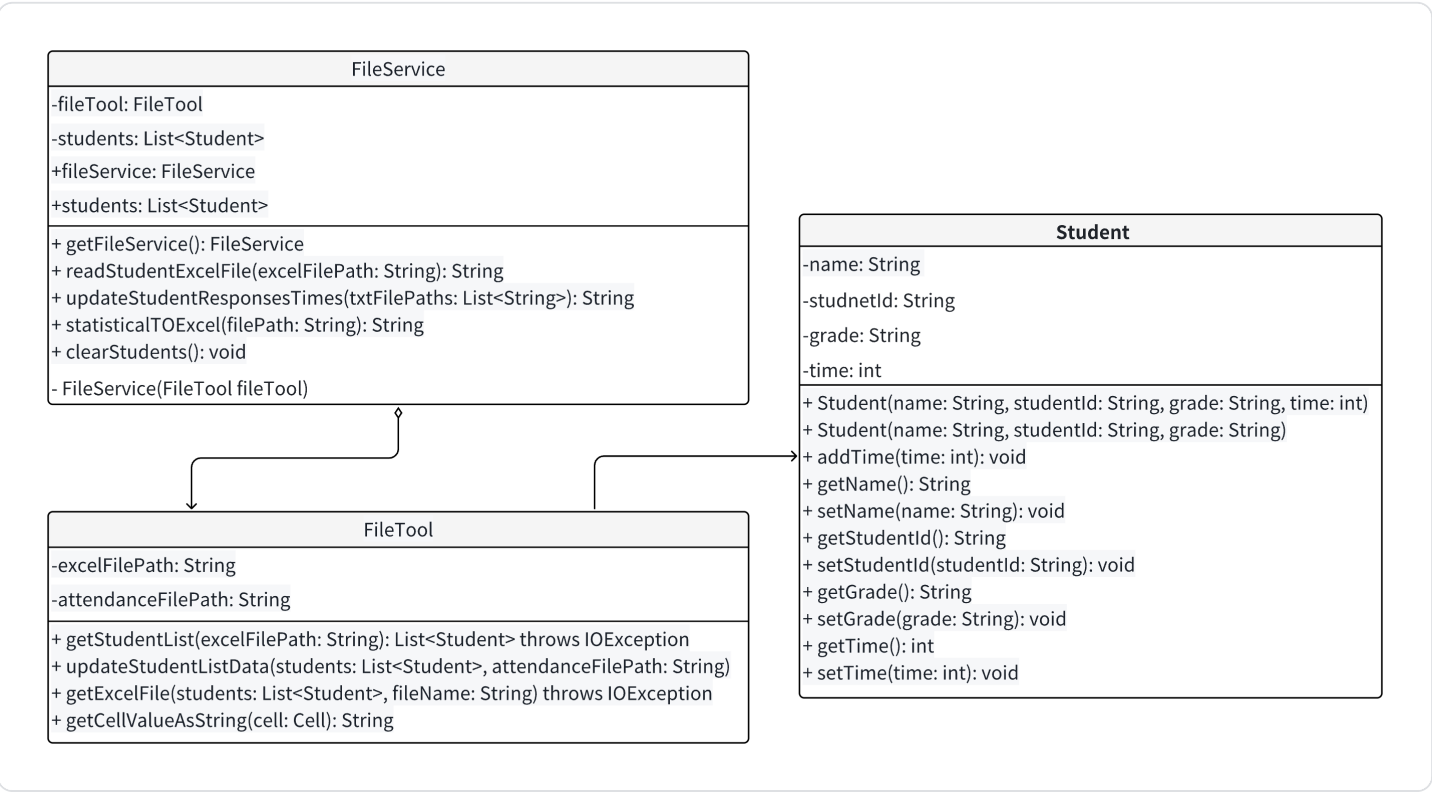 FileService
-fileTool: FileTool
-students: List<Student>
+fileService: FileService
+students: List<Student>
+ getFileService(): FileService
+ readStudentExcelFile(excelFilePath: String): String
+ updateStudentResponsesTimes(txtFilePaths: List<String>): String
+ statisticalTOExcel(filePath: String): String
+ clearStudents(): void
- FileService(FileTool fileTool)
FileTool
-excelFilePath: String
-attendanceFilePath: String
+ getStudentList(excelFilePath: String): List<Student> throws IOException
+ updateStudentListData(students: List<Student>, attendanceFilePath: String)
+ getExcelFile(students: List<Student>, fileName: String) throws IOException
+ getCellValueAsString(cell: Cell): String
Student
-name: String
-studnetId: String
-grade: String
-time: int
+ Student(name: String, studentId: String, grade: String, time: int)
+ Student(name: String, studentId: String, grade: String)
+ addTime(time: int): void
+ getName(): String
+ setName(name: String): void
+ getStudentId(): String
+ setStudentId(studentId: String): void
+ getGrade(): String
+ setGrade(grade: String): void
+ getTime(): int
+ setTime(time: int): void